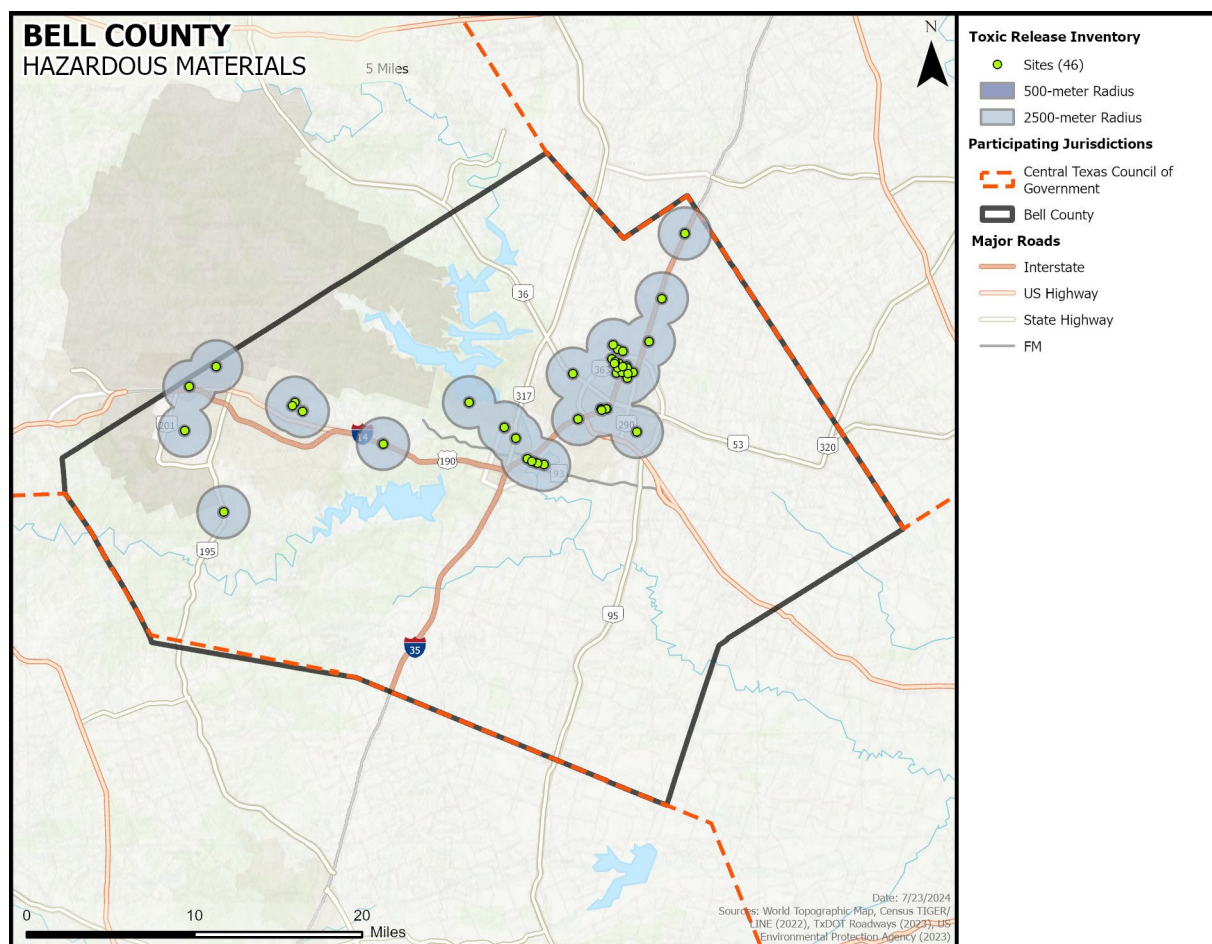 BELL COUNTY
HAZARDOUS MATERIALS
5 Miles
N
36
363
317
201
14
190
93
290
53
320
195
95
35
0 10 20
Miles
Date: 7/23/2024
Sources: World Topographic Map, Census TIGER/
LINE (2022), TxDOT Roadways (2023), US
Environmental Protection Agency (2023)
Toxic Release Inventory
Sites (46)
500-meter Radius
2500-meter Radius
Participating Jurisdictions
Central Texas Council of
Government
Bell County
Major Roads
Interstate
US Highway
State Highway
FM